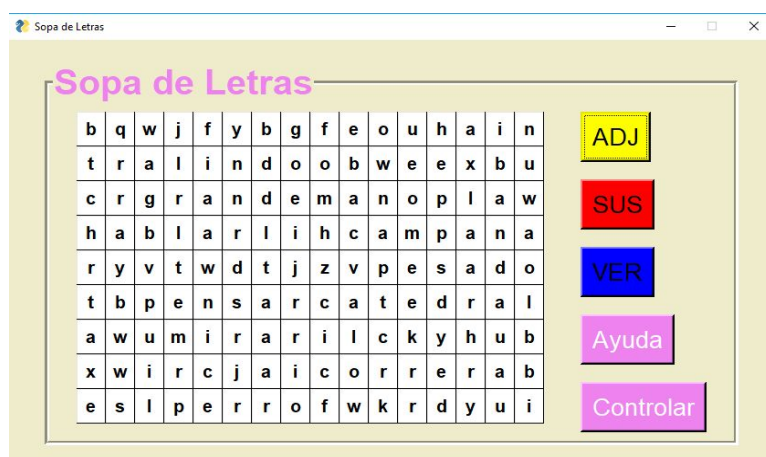 Sopa de Letras
Sopa de Letras
b q w j f y b g f e o u h a i n
t r a l i n d o o b w e e x b u
c r g r a n d e m a n o p l a w
h a b l a r l i h c a m p a n a
r y v t w d t j z v p e s a d o
t b p e n s a r c a t e d r a l
a w u m i r a r i l c k y h u b
x w i r c j a i c o r r e r a b
e s l p e r r o f w k r d y u i
ADJ
SUS
VER
Ayuda
Controlar